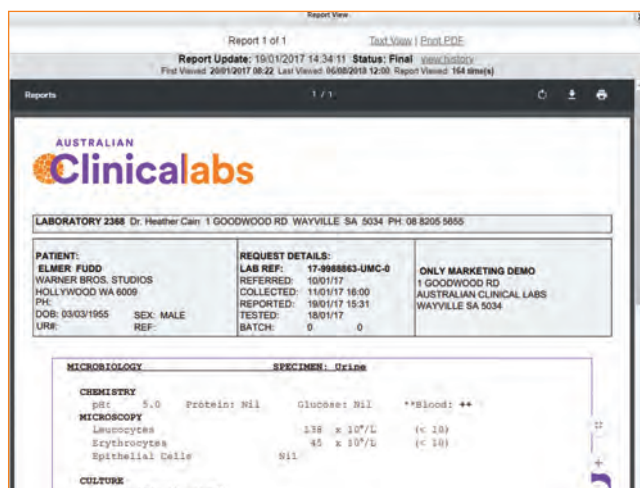 Report View
Report 1 of 1 Text View | Print PDF
Report Update: 19/01/2017 14:34:11 Status: Final view history
First Viewed: 20/01/2017 08:22 Last Viewed: 06/08/2018 12:00 Report Viewed: 164 time(s)
Reports 1 / 1
AUSTRALIAN
Clinicallabs
LABORATORY 2368 Dr. Heather Cain 1 GOODWOOD RD WAYVILLE SA 5034 PH: 08 8205 5655
PATIENT:
ELMER FUDD
WARNER BROS. STUDIOS
HOLLYWOOD WA 6009
PH:
DOB: 03/03/1955 SEX: MALE
UR#: REF:
REQUEST DETAILS:
LAB REF: 17-9988863-UMC-0
REFERRED: 10/01/17
COLLECTED: 11/01/17 16:00
REPORTED: 19/01/17 15:31
TESTED: 18/01/17
BATCH: 0 0
ONLY MARKETING DEMO
1 GOODWOOD RD
AUSTRALIAN CLINICAL LABS
WAYVILLE SA 5034
MICROBIOLOGY SPECIMEN: Urine
CHEMISTRY
pH: 5.0 Protein: Nil Glucose: Nil **Blood: ++
MICROSCOPY
Leucocytes 138 x 10^/L (< 10)
Erythrocytes 45 x 10^/L (< 10)
Epithelial Cells Nil
CULTURE